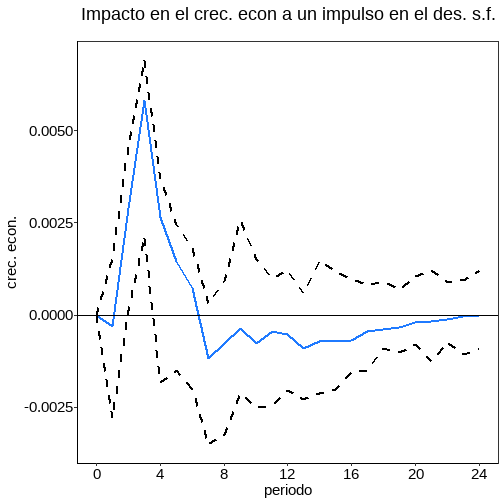 Impacto en el crec. econ a un impulso en el des. s.f.
crec. econ.
0.0050
0.0025
0.0000
-0.0025
0 4 8 12 16 20 24
periodo